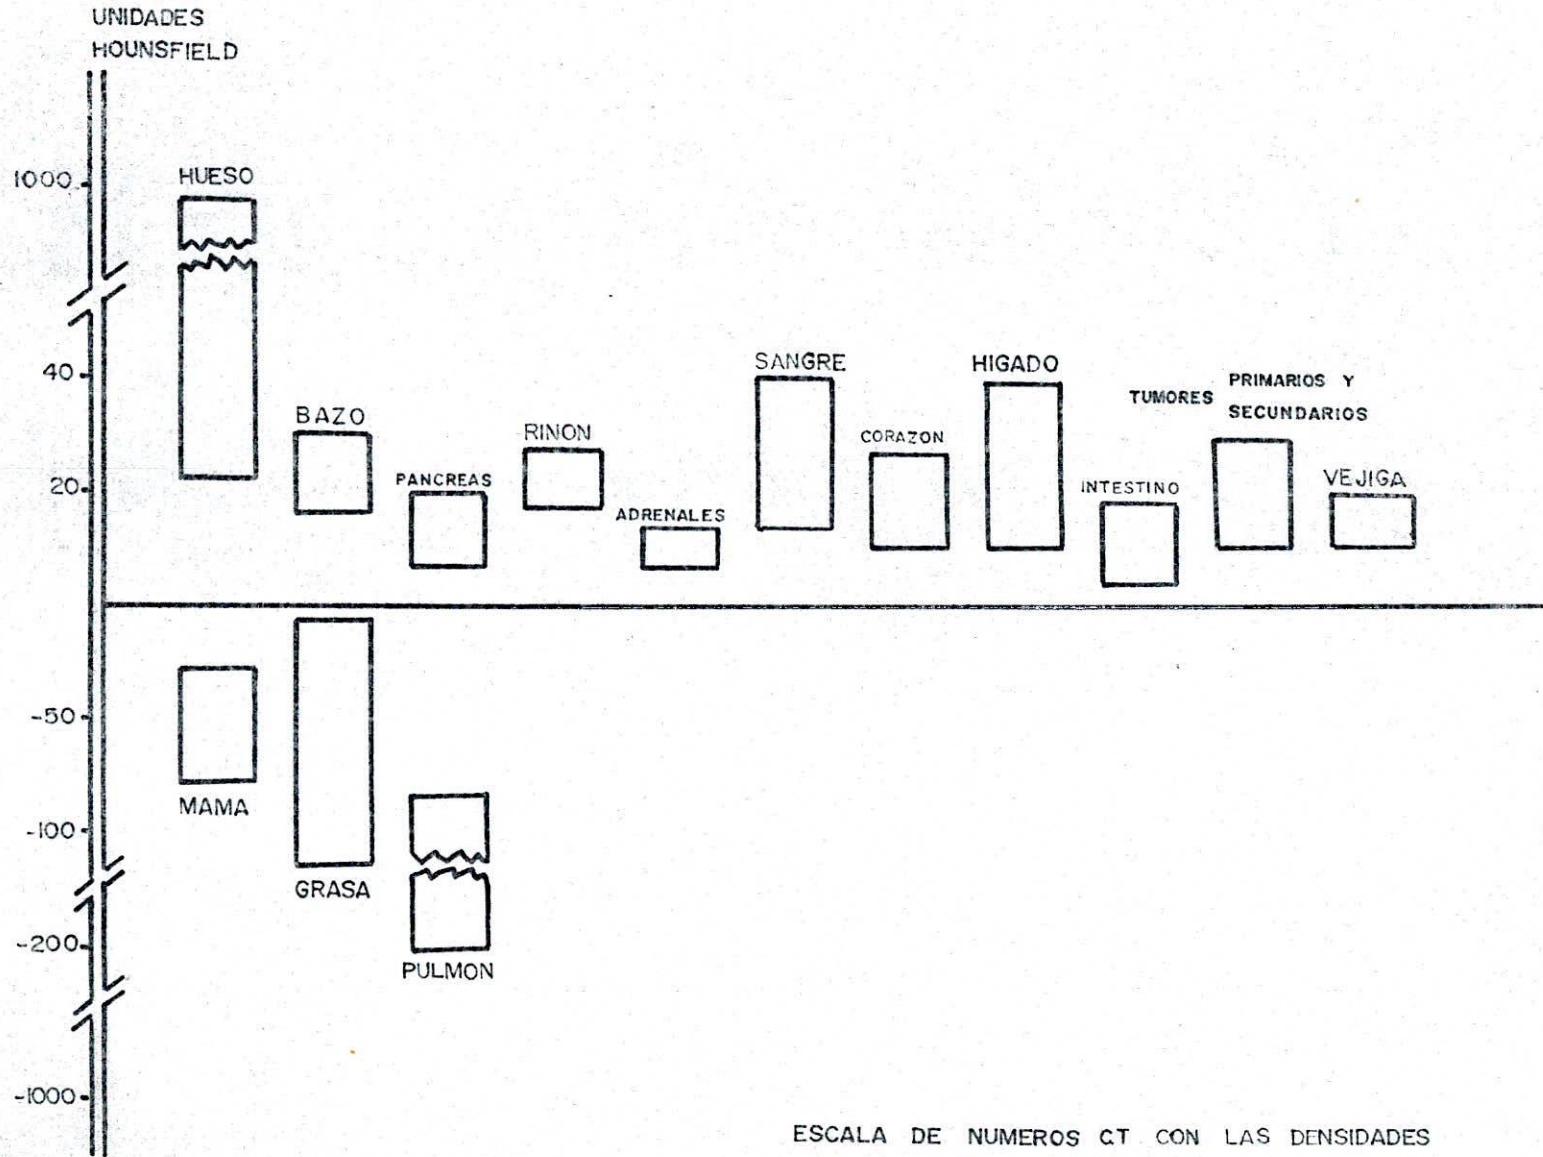 UNIDADES
HOUNSFIELD
1000
HUESO
40
SANGRE
HIGADO
PRIMARIOS Y
TUMORES
SECUNDARIOS
BAZO
RINON
CORAZON
20
PANCREAS
ADRENALES
INTESTINO
VEJIGA
-50
MAMA
-100
GRASA
-200
PULMON
-1000
ESCALA DE NUMEROS CT CON LAS DENSIDADES